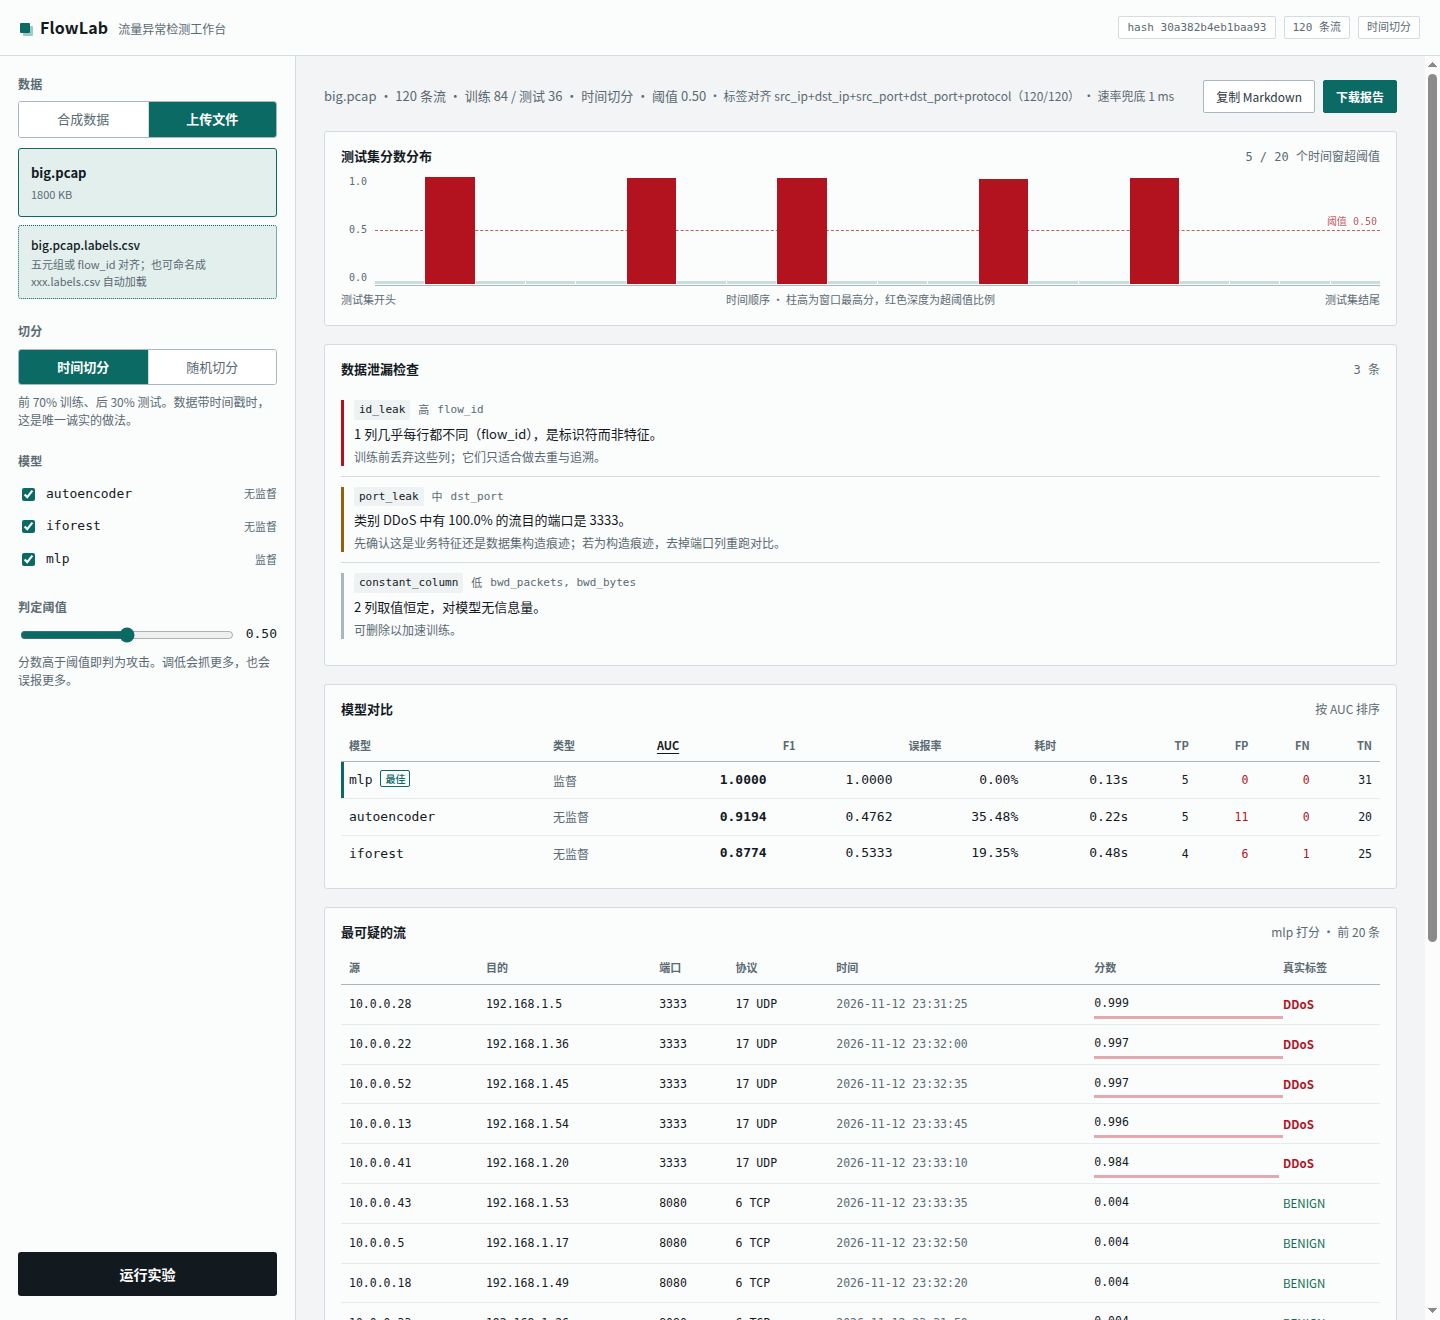 FlowLab 流量异常检测工作台
hash 30a382b4eb1baa93
120 条流
时间切分
数据
合成数据
上传文件
big.pcap
1800 KB
big.pcap.labels.csv
五元组或 flow_id 对齐；也可命名成
xxx.labels.csv 自动加载
切分
时间切分
随机切分
前 70% 训练、后 30% 测试。数据带时间戳时，
这是唯一诚实的做法。
模型
autoencoder 无监督
iforest 无监督
mlp 监督
判定阈值
0.50
分数高于阈值即判为攻击。调低会抓更多，也会
误报更多。
运行实验
big.pcap · 120 条流 · 训练 84 / 测试 36 · 时间切分 · 阈值 0.50 · 标签对齐 src_ip+dst_ip+src_port+dst_port+protocol（120/120） · 速率兜底 1 ms
复制 Markdown
下载报告
测试集分数分布
5 / 20 个时间窗超阈值
1.0
0.5
0.0
阈值 0.50
测试集开头
时间顺序 · 柱高为窗口最高分，红色深度为超阈值比例
测试集结尾
数据泄漏检查
3 条
id_leak 高 flow_id
1 列几乎每行都不同（flow_id），是标识符而非特征。
训练前丢弃这些列；它们只适合做去重与追溯。
port_leak 中 dst_port
类别 DDoS 中有 100.0% 的流目的端口是 3333。
先确认这是业务特征还是数据集构造痕迹；若为构造痕迹，去掉端口列重跑对比。
constant_column 低 bwd_packets, bwd_bytes
2 列取值恒定，对模型无信息量。
可删除以加速训练。
模型对比
按 AUC 排序
模型 类型 AUC F1 误报率 耗时 TP FP FN TN
mlp 最佳 监督 1.0000 1.0000 0.00% 0.13s 5 0 0 31
autoencoder 无监督 0.9194 0.4762 35.48% 0.22s 5 11 0 20
iforest 无监督 0.8774 0.5333 19.35% 0.48s 4 6 1 25
最可疑的流
mlp 打分 · 前 20 条
源 目的 端口 协议 时间 分数 真实标签
10.0.0.28 192.168.1.5 3333 17 UDP 2026-11-12 23:31:25 0.999 DDoS
10.0.0.22 192.168.1.36 3333 17 UDP 2026-11-12 23:32:00 0.997 DDoS
10.0.0.52 192.168.1.45 3333 17 UDP 2026-11-12 23:32:35 0.997 DDoS
10.0.0.13 192.168.1.54 3333 17 UDP 2026-11-12 23:33:45 0.996 DDoS
10.0.0.41 192.168.1.20 3333 17 UDP 2026-11-12 23:33:10 0.984 DDoS
10.0.0.43 192.168.1.53 8080 6 TCP 2026-11-12 23:33:35 0.004 BENIGN
10.0.0.5 192.168.1.17 8080 6 TCP 2026-11-12 23:32:50 0.004 BENIGN
10.0.0.18 192.168.1.49 8080 6 TCP 2026-11-12 23:32:20 0.004 BENIGN